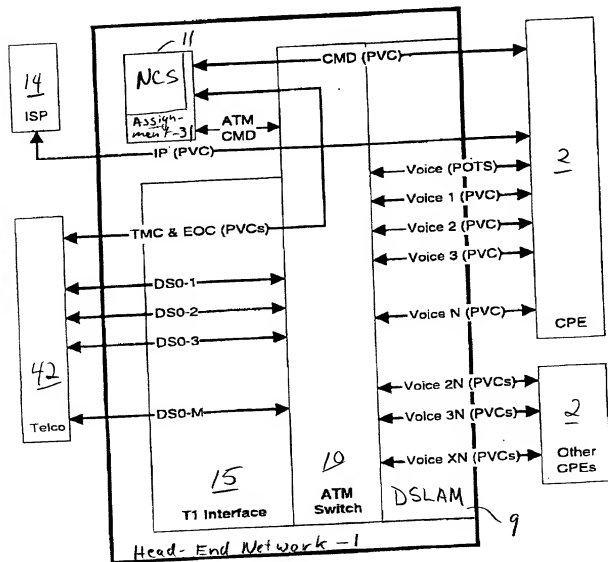 11
14
ISP
NCS
Assign-
ment-31
ATM
CMD
CMD (PVC)
IP (PVC)
2
CPE
Voice (POTS)
Voice 1 (PVC)
Voice 2 (PVC)
Voice 3 (PVC)
Voice N (PVC)
TMC & EOC (PVCs)
DS0-1
DS0-2
DS0-3
DS0-M
42
Telco
Voice 2N (PVCs)
Voice 3N (PVCs)
Voice XN (PVCs)
2
Other
CPEs
15
T1 Interface
10
ATM
Switch
DSLAM
9
Head-End Network-1